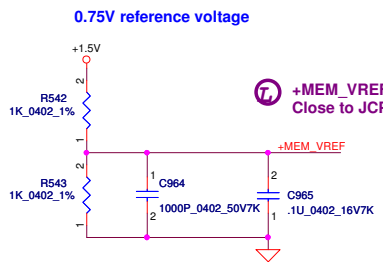 0.75V reference voltage
+1.5V
2
R542
1K_0402_1%
1
+MEM_VREF
Close to JCP
+MEM_VREF
2
R543
1K_0402_1%
1
1
C964
2
1000P_0402_50V7K
2
C965
.1U_0402_16V7K
1